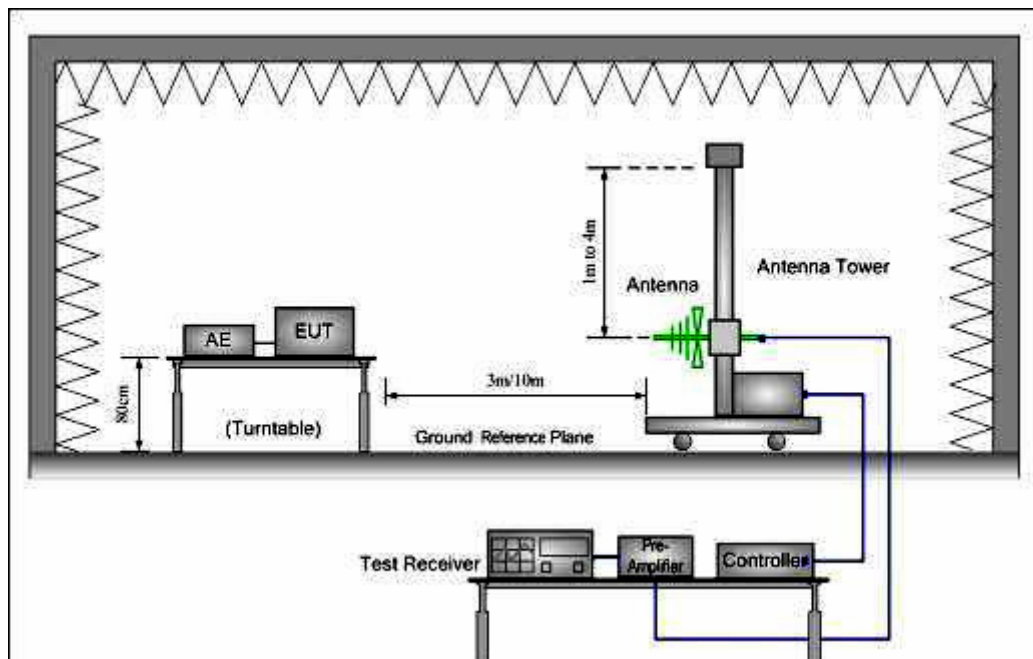 1m to 4m
Antenna Tower
Antenna
AE
EUT
80cm
3m/10m
(Turntable)
Ground Reference Plane
Test Receiver
Pre-
Amplifier
Controller